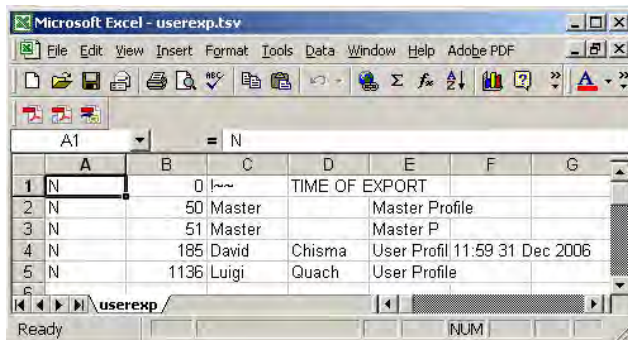 Microsoft Excel - userexp.tsv
File Edit View Insert Format Tools Data Window Help Adobe PDF
A1 = N
A B C D E F G
1 N 0 !~~ TIME OF EXPORT
2 N 50 Master Master Profile
3 N 51 Master Master P
4 N 185 David Chisma User Profil 11:59 31 Dec 2006
5 N 1136 Luigi Quach User Profile
6
userexp
Ready NUM